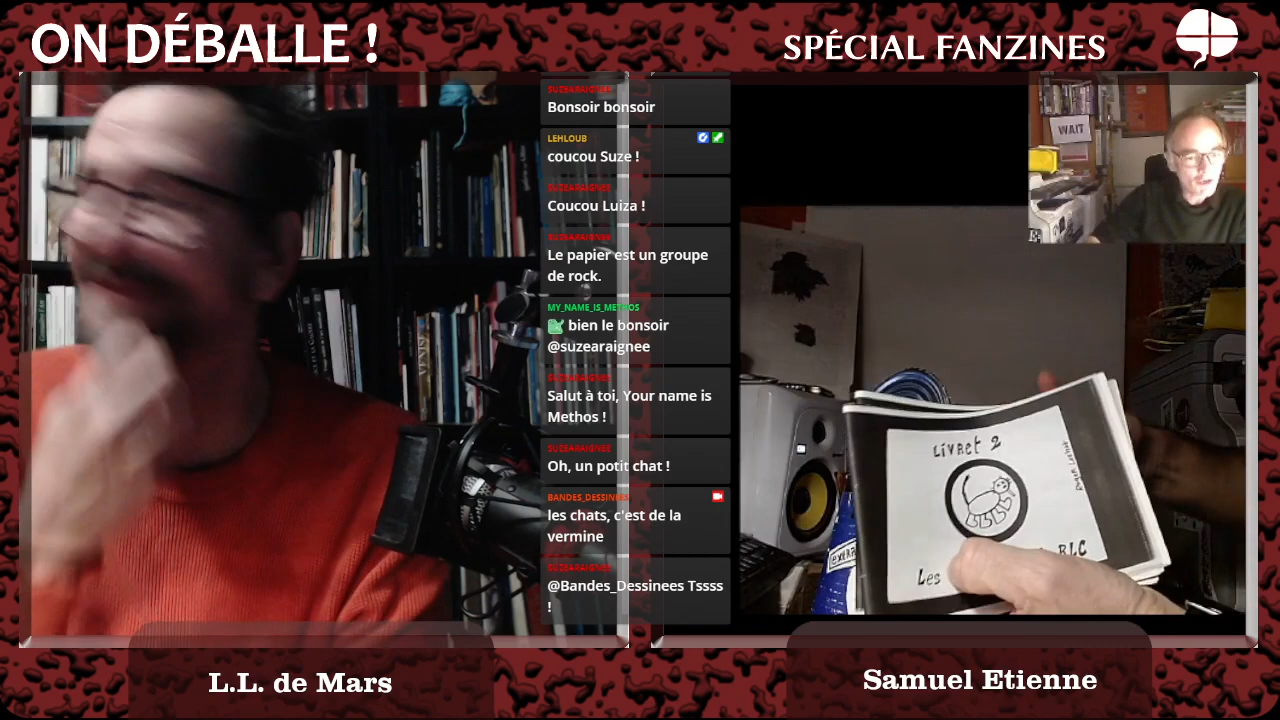 ON DÉBALLE !
SPÉCIAL FANZINES
SUZEARAIGNEE
Bonsoir bonsoir
LEHLOUB
coucou Suze !
SUZEARAIGNEE
Coucou Luiza !
SUZEARAIGNEE
Le papier est un groupe
de rock.
MY_NAME_IS_METHOS
bien le bonsoir
@suzearaignee
SUZEARAIGNEE
Salut à toi, Your name is
Methos !
SUZEARAIGNEE
Oh, un potit chat !
BANDES_DESSINEES
les chats, c'est de la
vermine
SUZEARAIGNEE
@Bandes_Dessinees Tssss
!
WAIT
LIVRET 2
BLC
Les
L.L. de Mars
Samuel Etienne